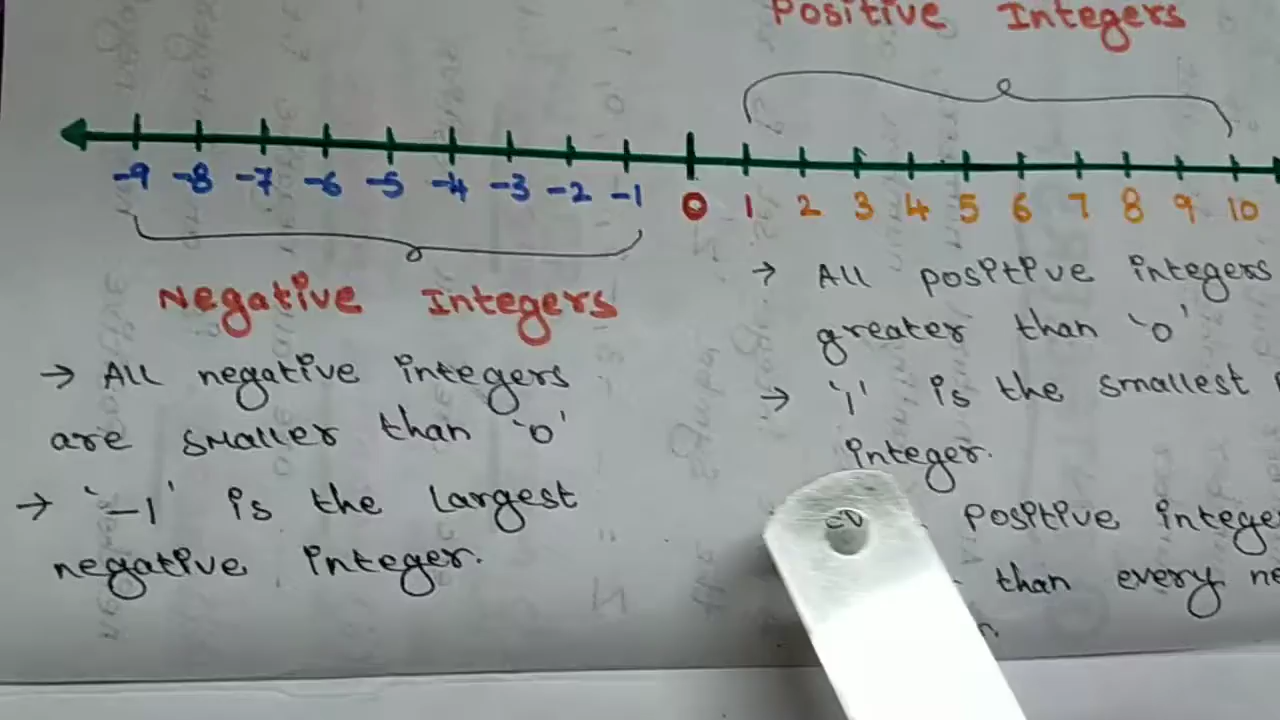 Positive Integers
-9 -8 -7 -6 -5 -4 -3 -2 -1 0 1 2 3 4 5 6 7 8 9 10
Negative Integers
→ All negative integers
are smaller than '0'
→ '-1' is the largest
negative integer.
→ All positive integers
greater than '0'
→ '1' is the smallest
integer.
positive
than every